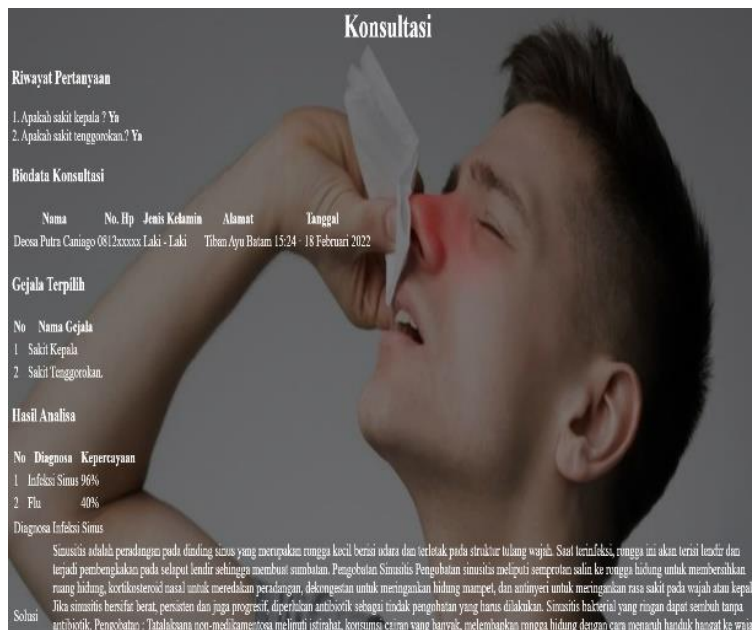 Konsultasi
Riwayat Pertanyaan
1. Apakah sakit kepala ? Ya
2. Apakah sakit tenggorokan.? Ya
Biodata Konsultasi
Nama No. Hp Jenis Kelamin Alamat Tanggal
Deosa Putra Caniago 0812xxxxx Laki - Laki Tiban Ayu Batam 15:24 - 18 Februari 2022
Gejala Terpilih
No Nama Gejala
1 Sakit Kepala
2 Sakit Tenggorokan.
Hasil Analisa
No Diagnosa Kepercayaan
1 Infeksi Sinus 96%
2 Flu 40%
Diagnosa Infeksi Sinus
Sinusitis adalah peradangan pada dinding sinus yang merupakan rongga kecil berisi udara dan terletak pada struktur tulang wajah. Saat terinfeksi, rongga ini akan terisi lendir dan
terjadi pembengkakan pada selaput lendir sehingga membuat sumbatan. Pengobatan Sinusitis Pengobatan sinusitis meliputi semprotan salin ke rongga hidung untuk membersihkan
ruang hidung, kortikosteroid nasal untuk meredakan peradangan, dekongestan untuk meringankan hidung mampet, dan antinyeri untuk meringankan rasa sakit pada wajah atau kepal
Jika sinusitis bersifat berat, persisten dan juga progresif, diperlukan antibiotik sebagai tindak pengobatan yang harus dilakukan. Sinusitis bakterial yang ringan dapat sembuh tanpa
Solusi antibiotik. Pengobatan : Tatalaksana non-medikamentosa meliputi istirahat, konsumsi cairan yang banyak, melembapkan rongga hidung dengan cara menaruh handuk hangat ke waja